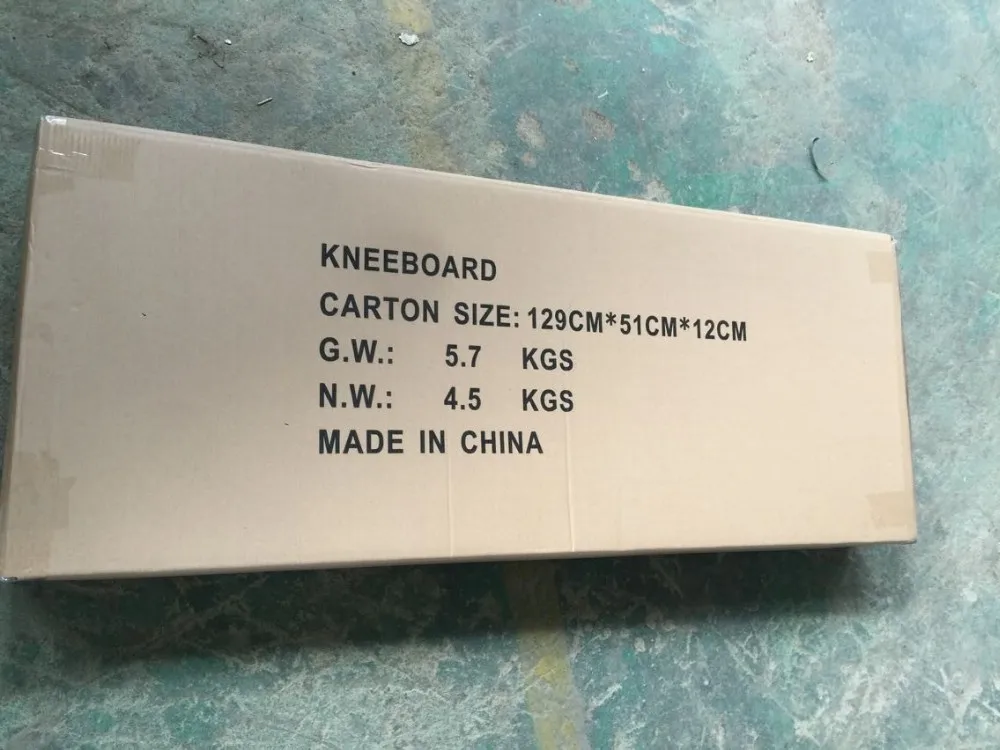 KNEEBOARD
CARTON SIZE: 129CM*51CM*12CM
G.W.: 5.7 KGS
N.W.: 4.5 KGS
MADE IN CHINA